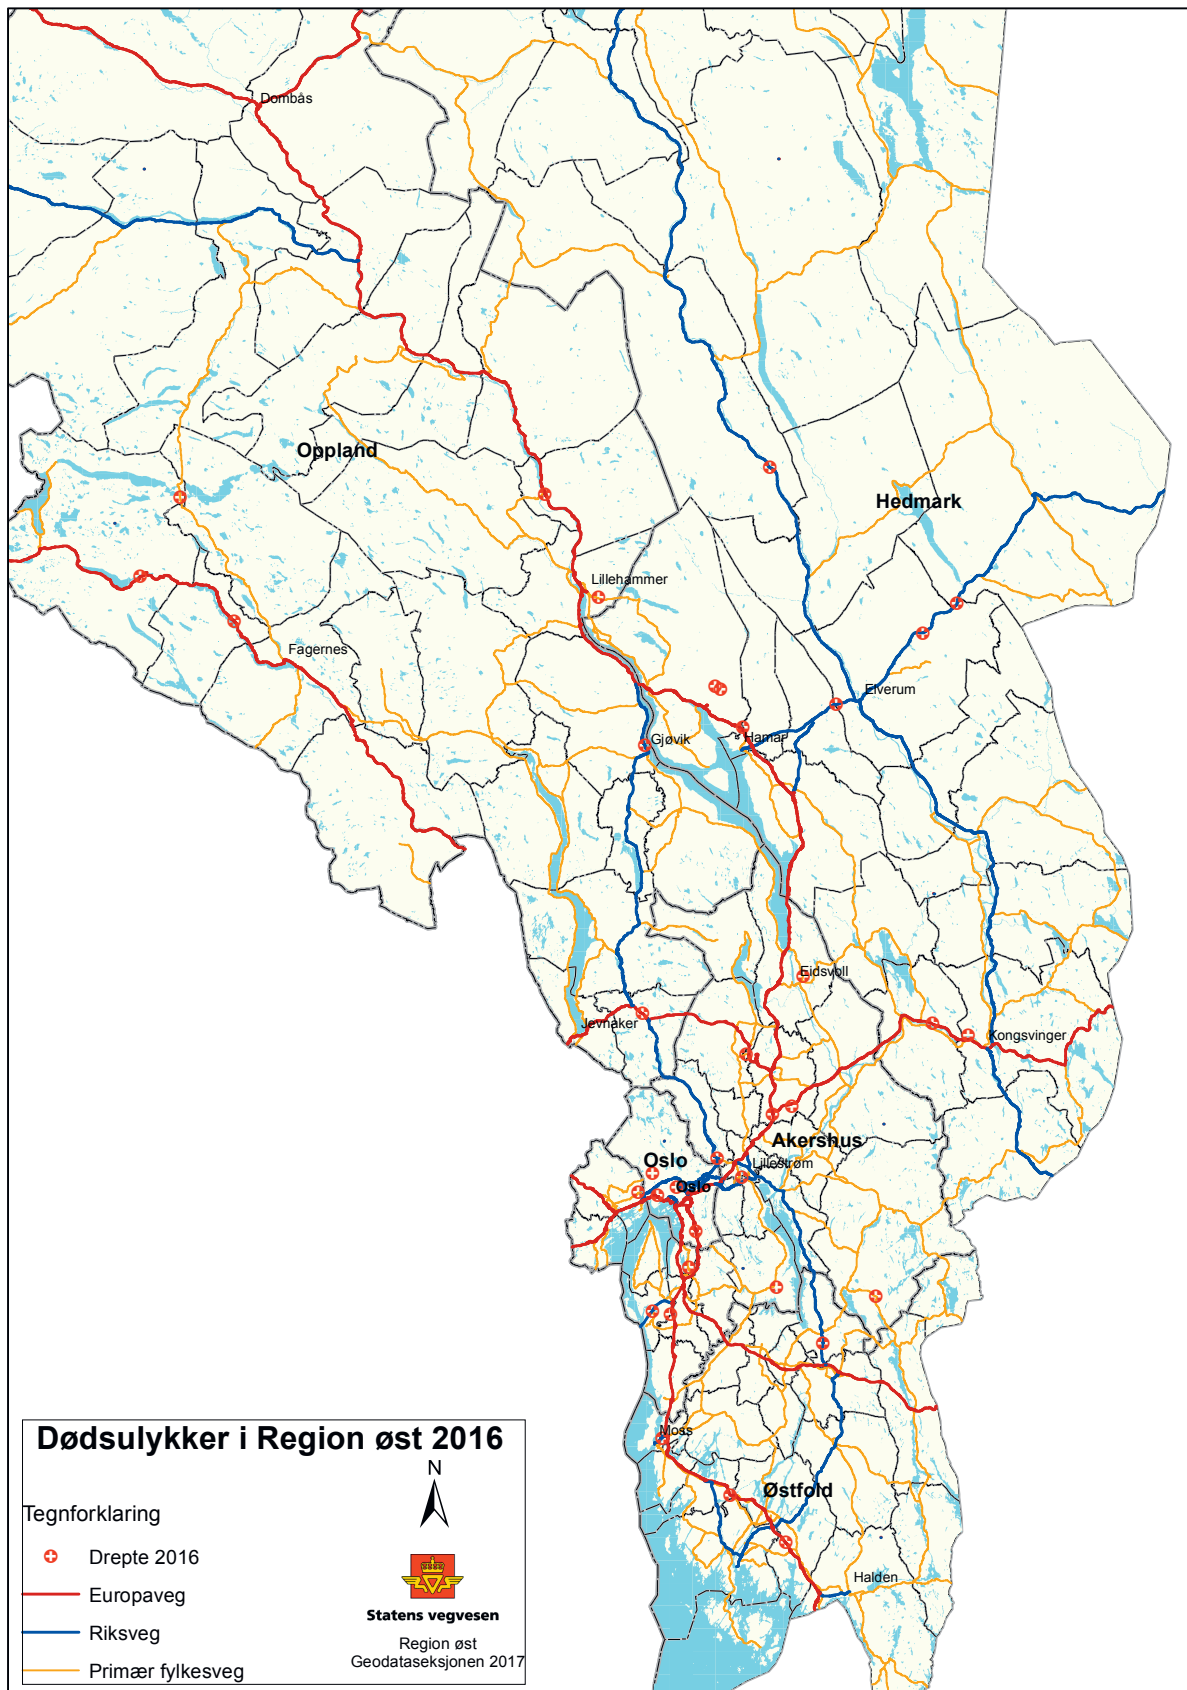 Dombås
Oppland
Hedmark
Lillehammer
Fagernes
Elverum
Gjøvik
Hamar
Eidsvoll
Jevnaker
Kongsvinger
Akershus
Oslo
Lillestrøm
Oslo
Moss
Østfold
Halden
Dødsulykker i Region øst 2016
N
Tegnforklaring
Drepte 2016
Europaveg
Riksveg
Primær fylkesveg
Statens vegvesen
Region øst
Geodataseksjonen 2017